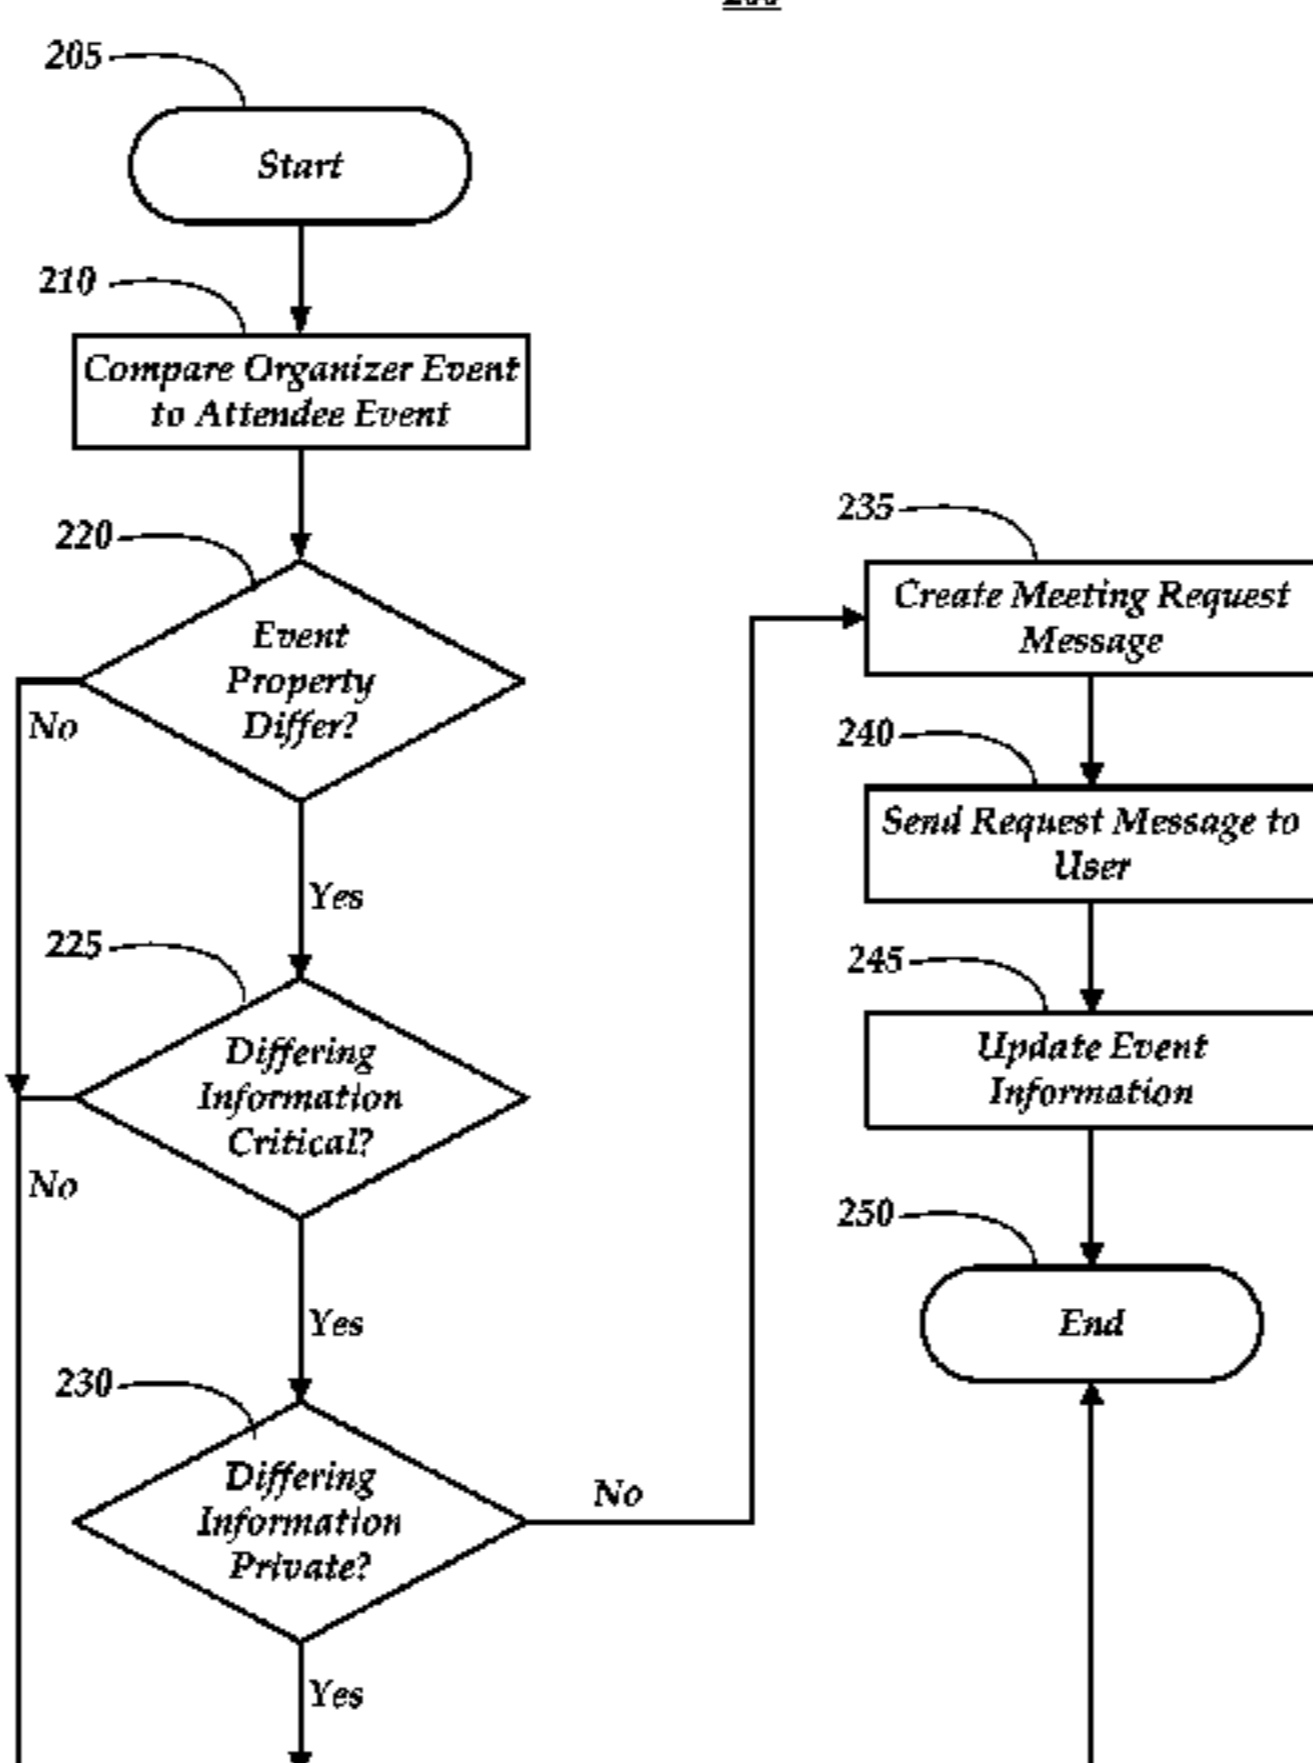 205
Start
210
Compare Organizer Event
to Attendee Event
220
Event
Property
Differ?
No
Yes
225
Differing
Information
Critical?
No
Yes
230
Differing
Information
Private?
No
Yes
235
Create Meeting Request
Message
240
Send Request Message to
User
245
Update Event
Information
250
End